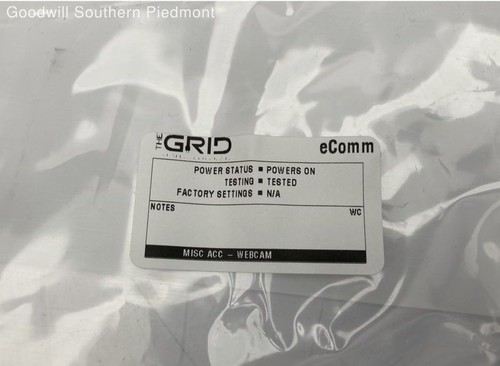 Goodwill Southern Piedmont
THE GRID eComm
POWER STATUS ▪ POWERS ON
TESTING ▪ TESTED
FACTORY SETTINGS ▪ N/A
NOTES WC
MISC ACC - WEBCAM